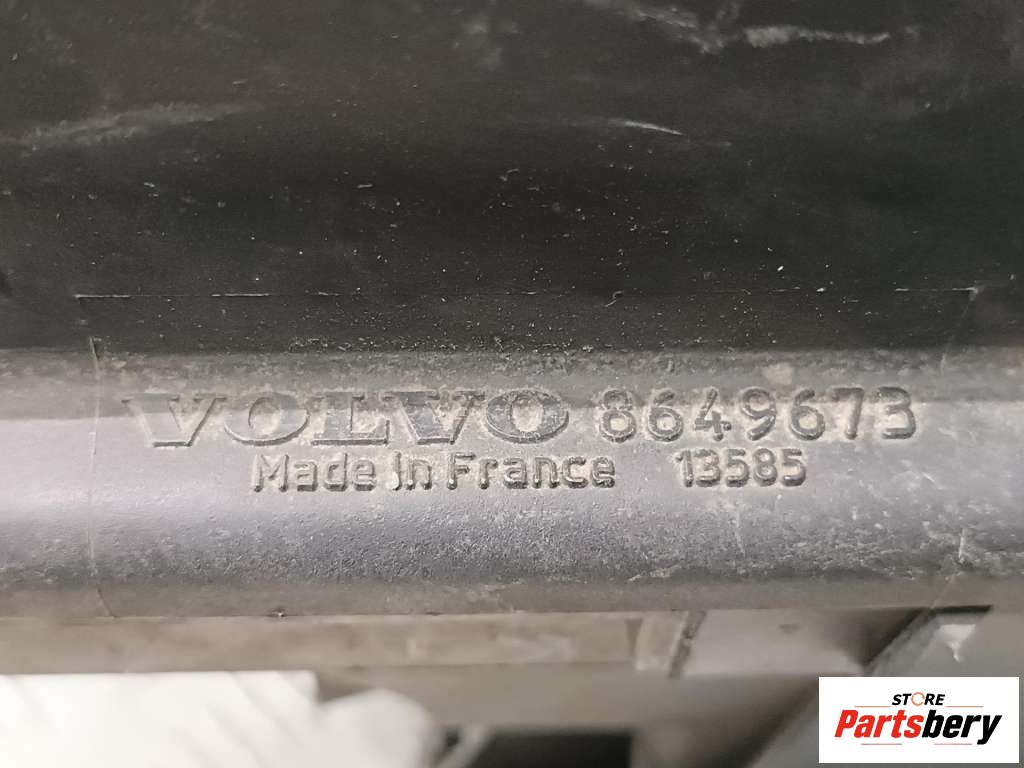 VOLVO 8649673
Made in France 13585
STORE
Partsbery